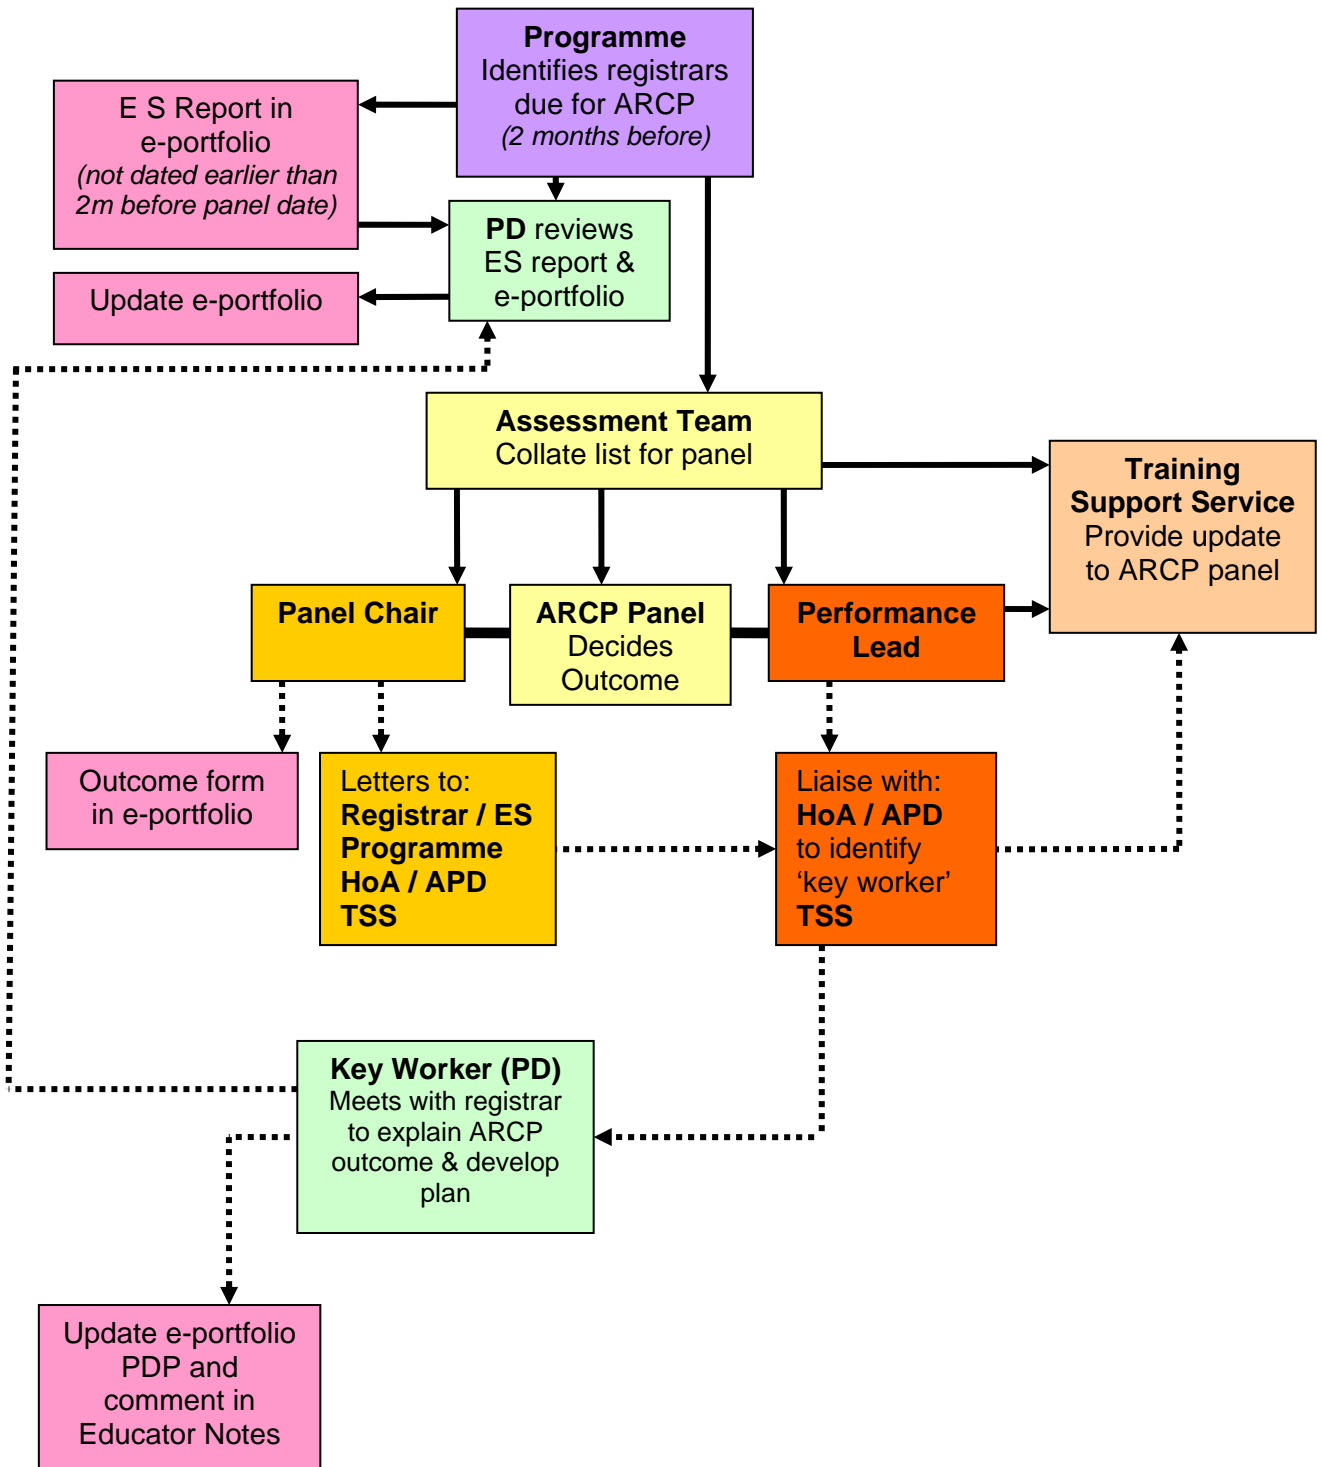 Programme
Identifies registrars
due for ARCP
(2 months before)
E S Report in
e-portfolio
(not dated earlier than
2m before panel date)
PD reviews
ES report &
e-portfolio
Update e-portfolio
Assessment Team
Collate list for panel
Training
Support Service
Provide update
to ARCP panel
Panel Chair
ARCP Panel
Decides
Outcome
Performance
Lead
Outcome form
in e-portfolio
Letters to:
Registrar / ES
Programme
HoA / APD
TSS
Liaise with:
HoA / APD
to identify
‘key worker’
TSS
Key Worker (PD)
Meets with registrar
to explain ARCP
outcome & develop
plan
Update e-portfolio
PDP and
comment in
Educator Notes